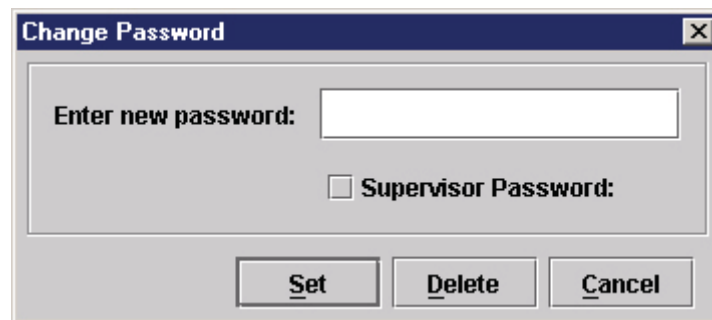 Change Password
Enter new password:
Supervisor Password:
Set Delete Cancel